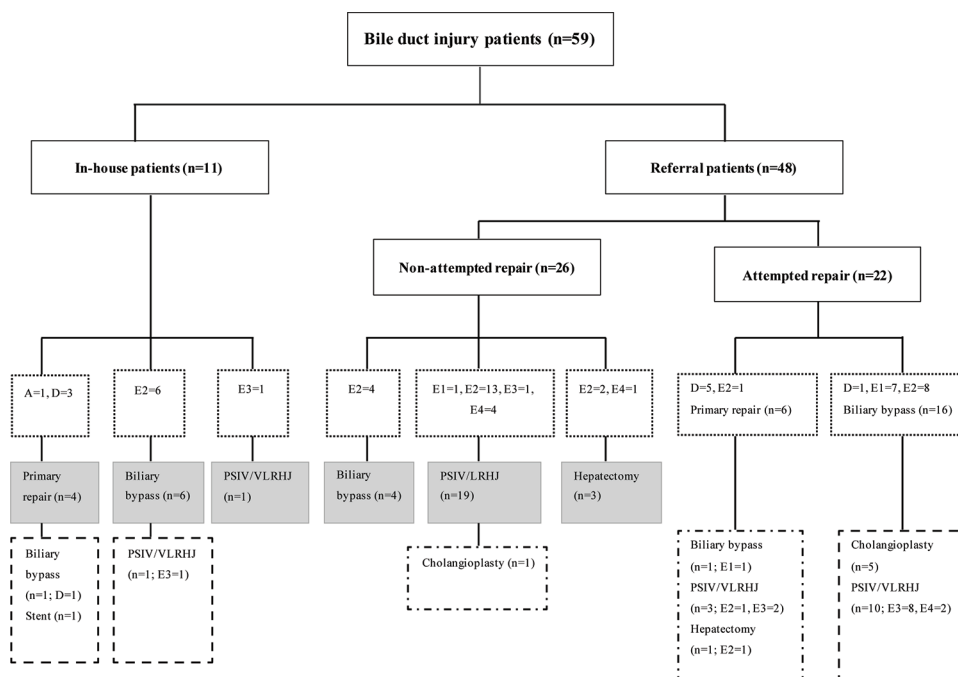 Bile duct injury patients (n=59)
In-house patients (n=11)
Referral patients (n=48)
Non-attempted repair (n=26)
Attempted repair (n=22)
A=1, D=3
E2=6
E3=1
E2=4
E1=1, E2=13, E3=1,
E4=4
E2=2, E4=1
D=5, E2=1
Primary repair (n=6)
D=1, E1=7, E2=8
Biliary bypass (n=16)
Primary
repair (n=4)
Biliary
bypass (n=6)
PSIV/VLRHJ
(n=1)
Biliary
bypass (n=4)
PSIV/LRHJ
(n=19)
Hepatectomy
(n=3)
Biliary
bypass
(n=1; D=1)
Stent (n=1)
PSIV/VLRHJ
(n=1; E3=1)
Cholangioplasty (n=1)
Biliary bypass
(n=1; E1=1)
PSIV/VLRHJ
(n=3; E2=1, E3=2)
Hepatectomy
(n=1; E2=1)
Cholangioplasty
(n=5)
PSIV/VLRHJ
(n=10; E3=8, E4=2)